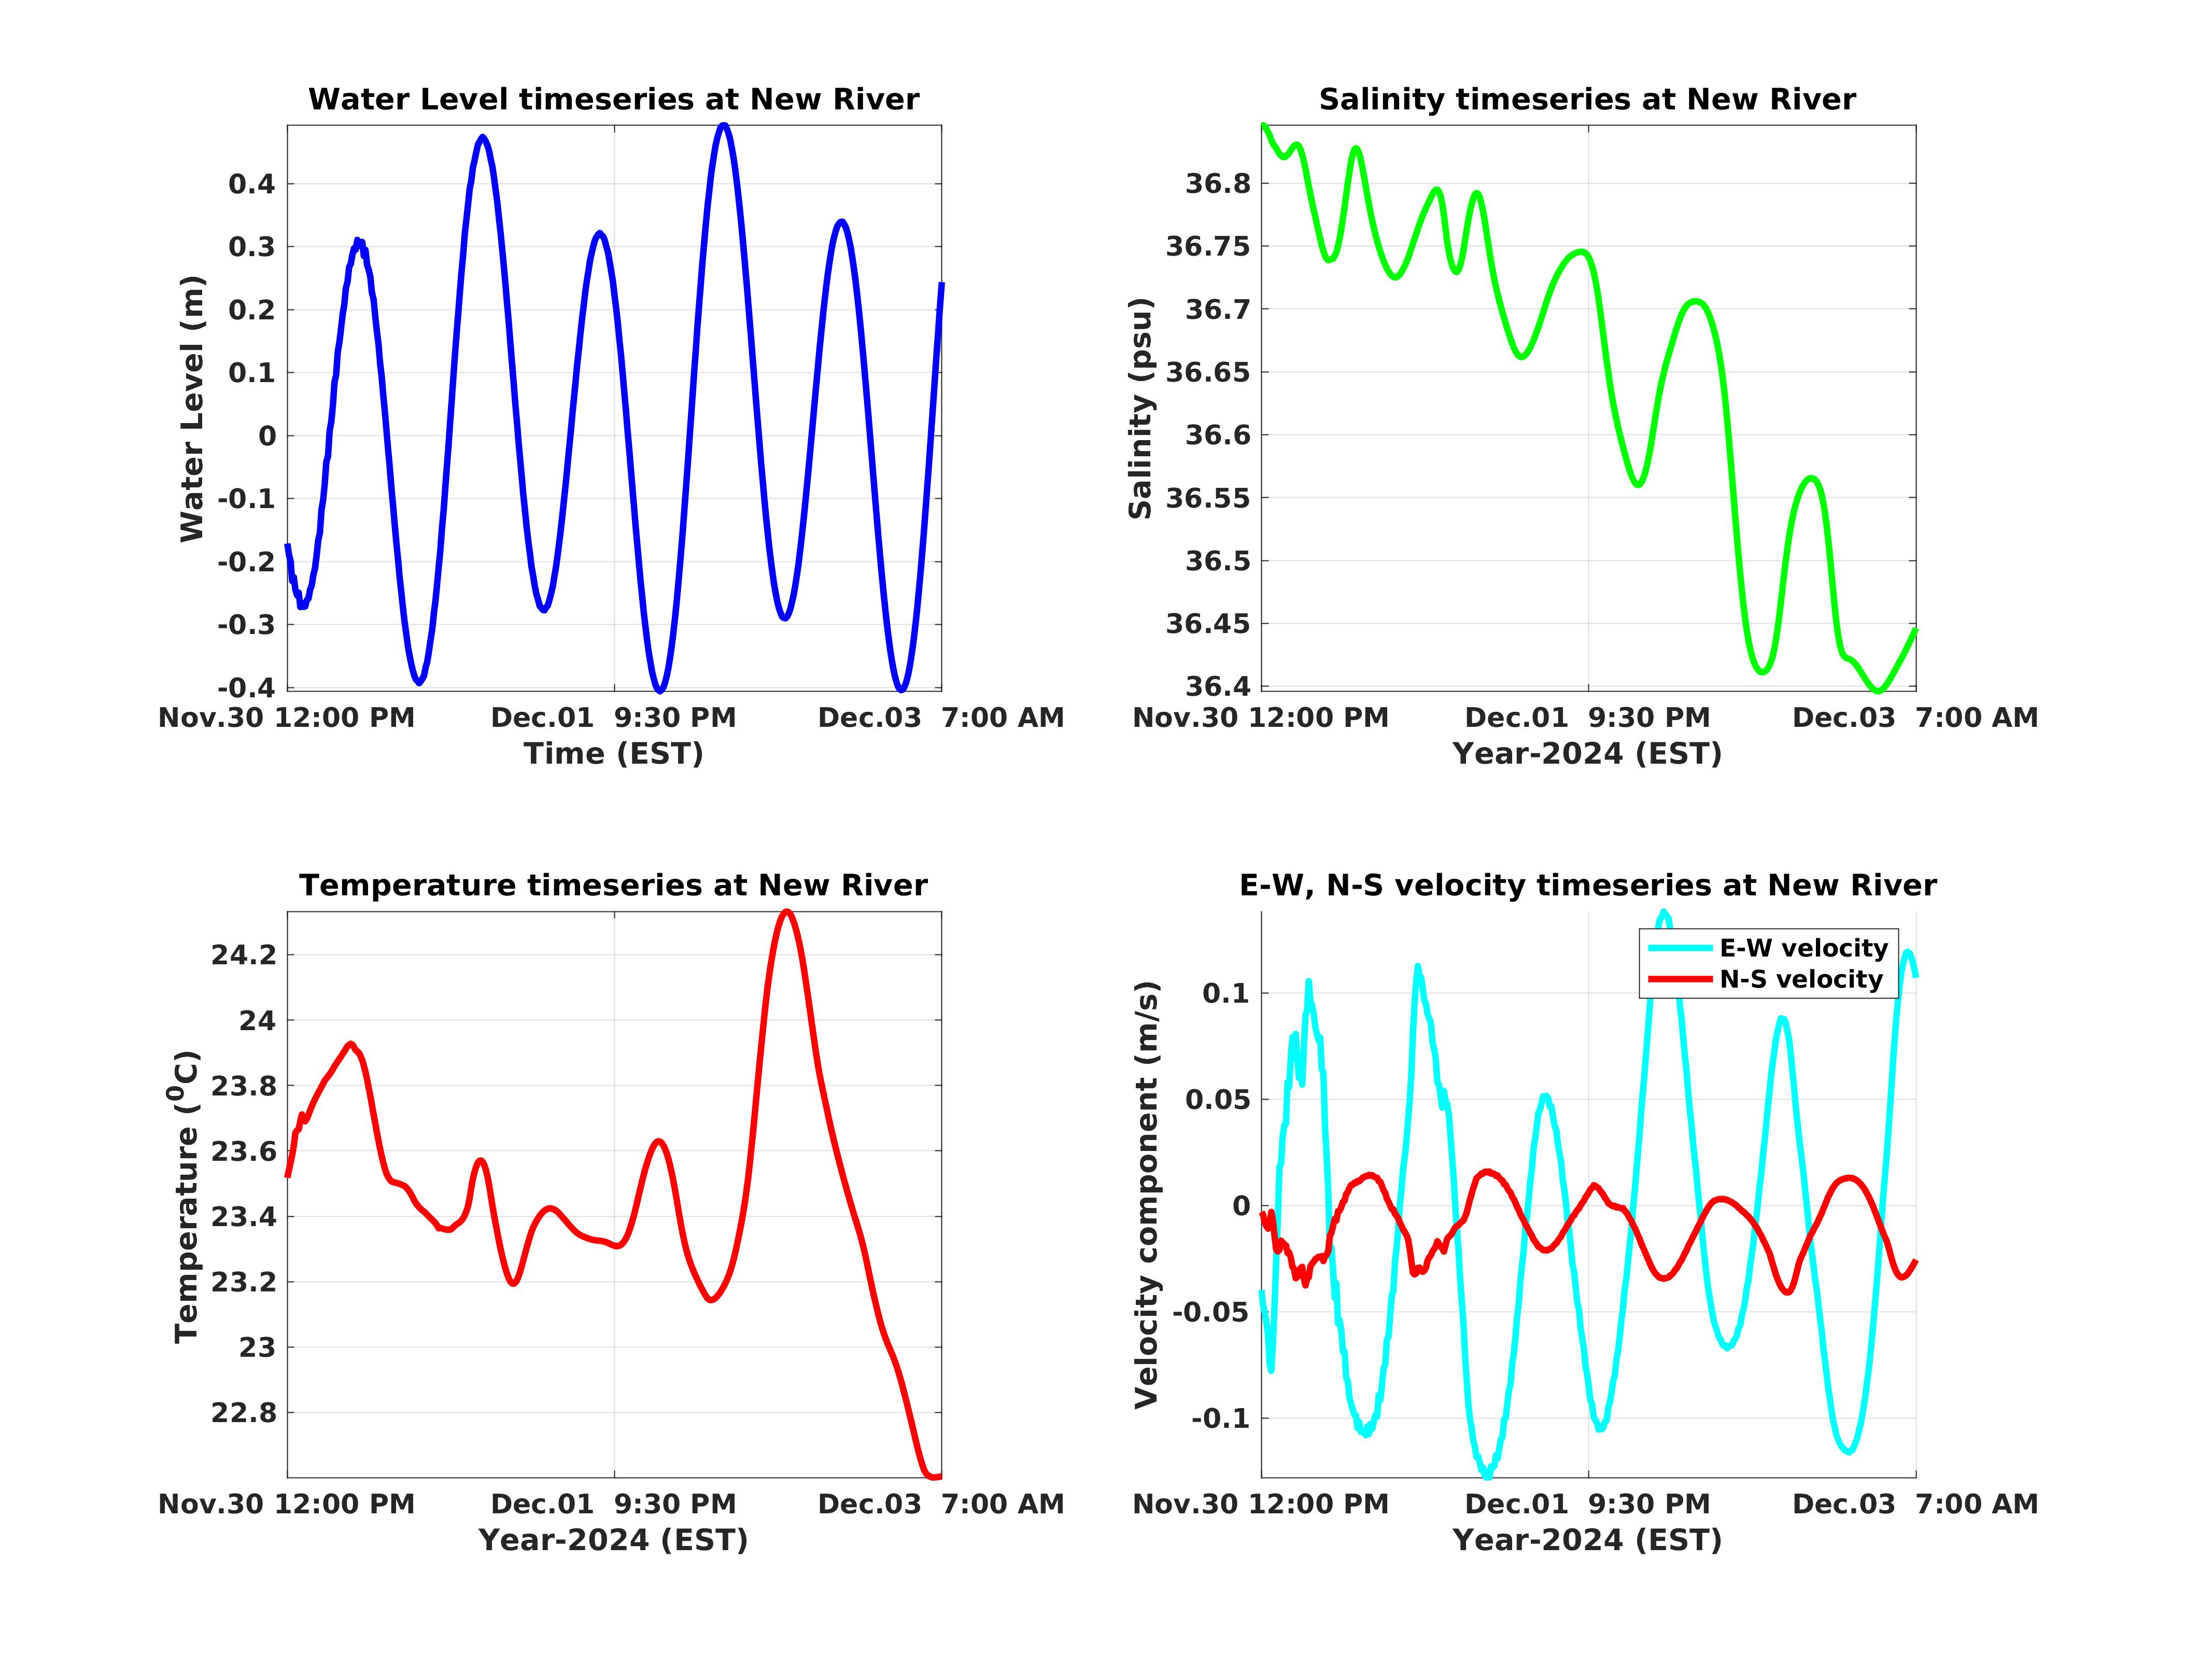 Water Level timeseries at New River
Water Level (m)
0.4
0.3
0.2
0.1
0
-0.1
-0.2
-0.3
-0.4
Nov.30 12:00 PM Dec.01 9:30 PM Dec.03 7:00 AM
Time (EST)
Salinity timeseries at New River
Salinity (psu)
36.8
36.75
36.7
36.65
36.6
36.55
36.5
36.45
36.4
Nov.30 12:00 PM Dec.01 9:30 PM Dec.03 7:00 AM
Year-2024 (EST)
Temperature timeseries at New River
Temperature (⁰C)
24.2
24
23.8
23.6
23.4
23.2
23
22.8
Nov.30 12:00 PM Dec.01 9:30 PM Dec.03 7:00 AM
Year-2024 (EST)
E-W, N-S velocity timeseries at New River
Velocity component (m/s)
E-W velocity
N-S velocity
0.1
0.05
0
-0.05
-0.1
Nov.30 12:00 PM Dec.01 9:30 PM Dec.03 7:00 AM
Year-2024 (EST)